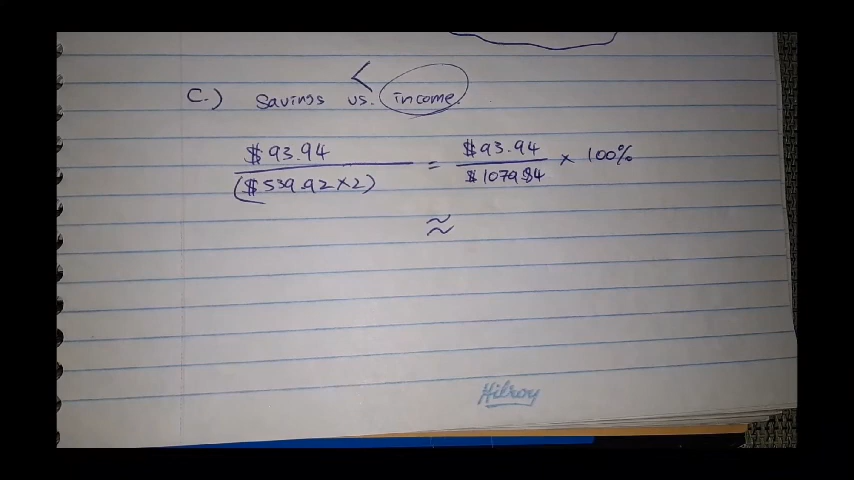 <
C.) Savings vs. income.
$93.94 / ($539.92×2) = $93.94 / $1079.84 × 100%
≈
Hilroy